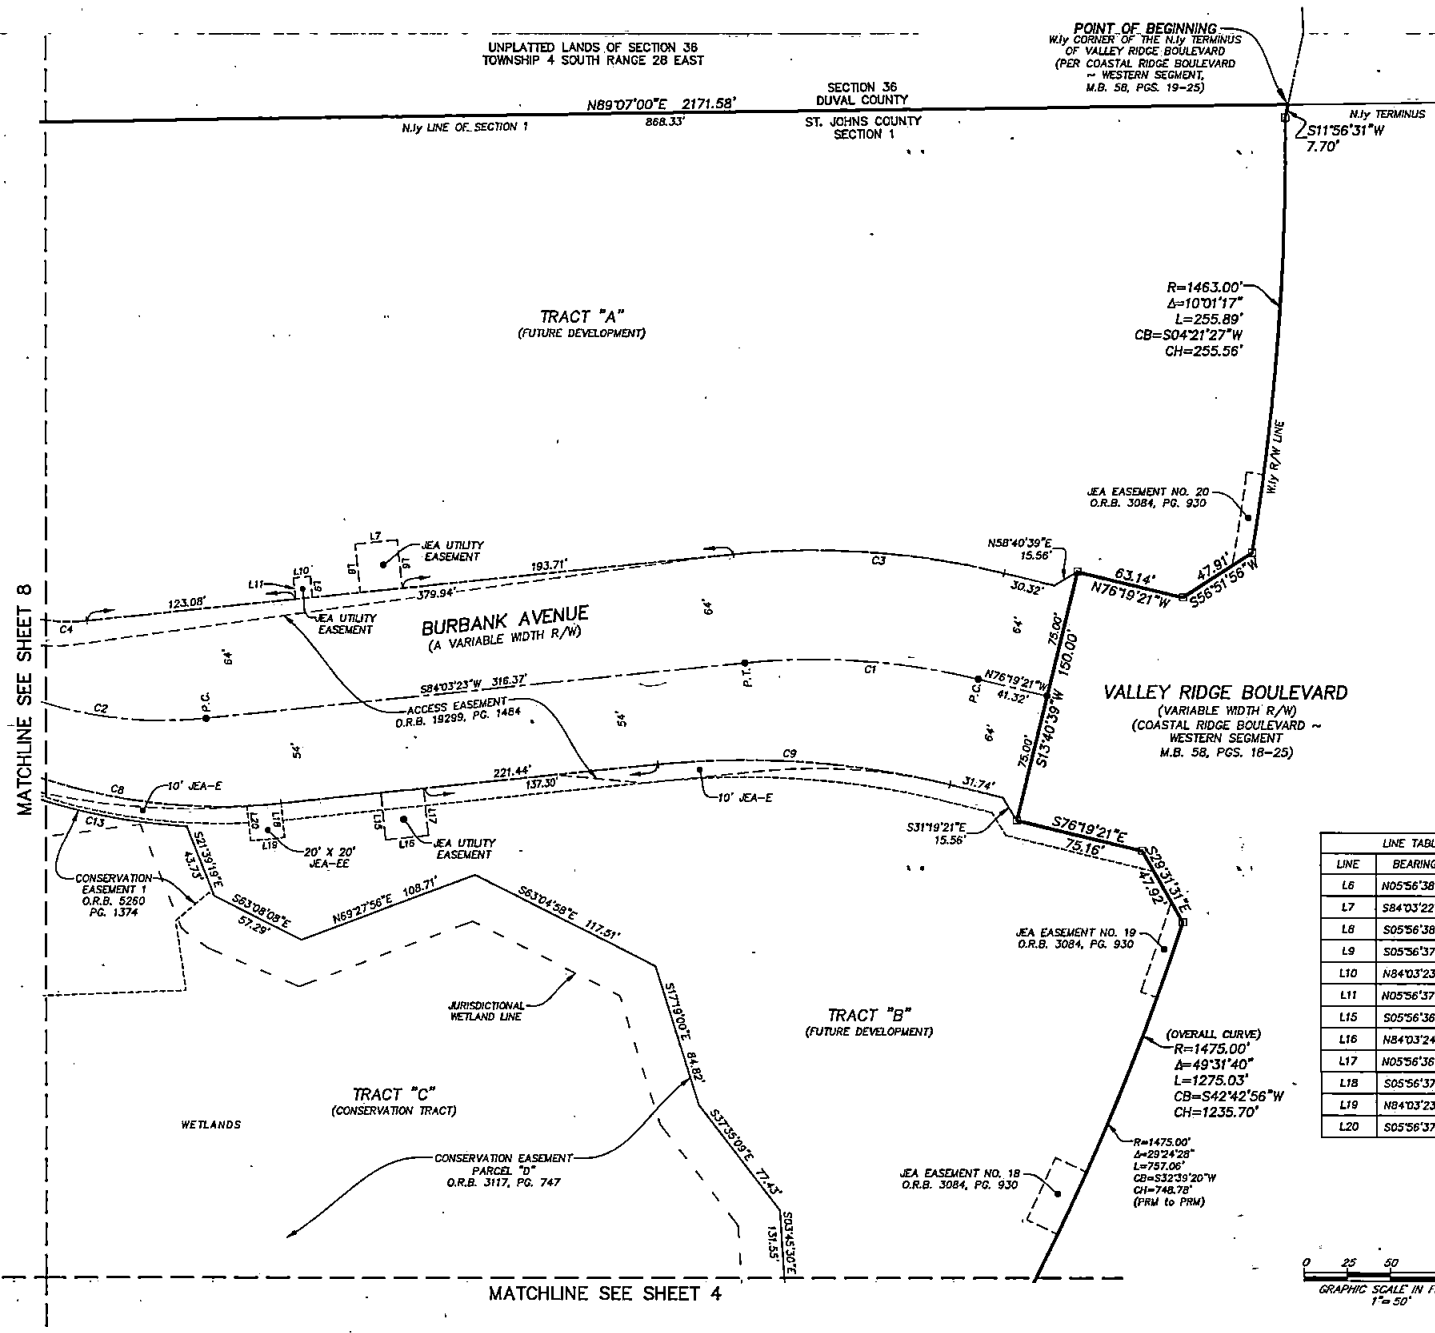 UNPLATTED LANDS OF SECTION 36
TOWNSHIP 4 SOUTH RANGE 28 EAST
POINT OF BEGINNING
W.ly CORNER OF THE N.ly TERMINUS
OF VALLEY RIDGE BOULEVARD
(PER COASTAL RIDGE BOULEVARD
~ WESTERN SEGMENT,
M.B. 58, PGS. 19-25)
SECTION 36
DUVAL COUNTY
N89°07'00"E 2171.58'
868.33'
N.ly LINE OF SECTION 1
ST. JOHNS COUNTY
SECTION 1
N.ly TERMINUS
S11°56'31"W
7.70'
TRACT "A"
(FUTURE DEVELOPMENT)
R=1463.00'
Δ=10°01'17"
L=255.89'
CB=S04°21'27"W
CH=255.56'
W.ly R/W LINE
JEA EASEMENT NO. 20
O.R.B. 3084, PG. 930
47.91'
S56°51'56"W
63.14'
N76°19'21"W
N58°40'39"E
15.56'
30.32'
C3
L7
L8
L6
JEA UTILITY
EASEMENT
193.71'
379.94'
L10
L11
L9
JEA UTILITY
EASEMENT
123.08'
C4
BURBANK AVENUE
(A VARIABLE WIDTH R/W)
64'
64'
64'
75.00'
150.00'
S13°40'39"W
75.00'
VALLEY RIDGE BOULEVARD
(VARIABLE WIDTH R/W)
(COASTAL RIDGE BOULEVARD ~
WESTERN SEGMENT
M.B. 58, PGS. 18-25)
MATCHLINE SEE SHEET 8
C2
P.C.
S84°03'23"W 316.37'
P.T.
C1
P.C.
N76°19'21"W
41.32'
ACCESS EASEMENT
O.R.B. 19299, PG. 1484
54'
54'
64'
C8
10' JEA-E
221.44'
137.30'
C9
10' JEA-E
31.74'
S31°19'21"E
15.56'
S76°19'21"E
75.16'
S29°31'31"E
47.92'
C13
L20
L18
L19
20' X 20'
JEA-EE
L15
L17
L16
JEA UTILITY
EASEMENT
CONSERVATION
EASEMENT 1
O.R.B. 5260
PG. 1374
S21°39'19"E
43.73'
S63°08'08"E
57.29'
N69°27'56"E 108.71'
S63°04'58"E 117.51'
JURISDICTIONAL
WETLAND LINE
S17°19'00"E 84.82'
JEA EASEMENT NO. 19
O.R.B. 3084, PG. 930
TRACT "B"
(FUTURE DEVELOPMENT)
(OVERALL CURVE)
R=1475.00'
Δ=49°31'40"
L=1275.03'
CB=S42°42'56"W
CH=1235.70'
TRACT "C"
(CONSERVATION TRACT)
WETLANDS
R=1475.00'
Δ=29°24'28"
L=757.06'
CB=S32°39'20"W
CH=748.78'
(PRM to PRM)
CONSERVATION EASEMENT
PARCEL "D"
O.R.B. 3117, PG. 747
S37°35'09"E 77.43'
S03°45'30"E
131.55'
JEA EASEMENT NO. 18
O.R.B. 3084, PG. 930
LINE TABL
LINE BEARING
L6 N05°56'38
L7 S84°03'22
L8 S05°56'38
L9 S05°56'37
L10 N84°03'23
L11 N05°56'37
L15 S05°56'36
L16 N84°03'24
L17 N05°56'36
L18 S05°56'37
L19 N84°03'23
L20 S05°56'37
MATCHLINE SEE SHEET 4
0 25 50
GRAPHIC SCALE IN F
1"=50'